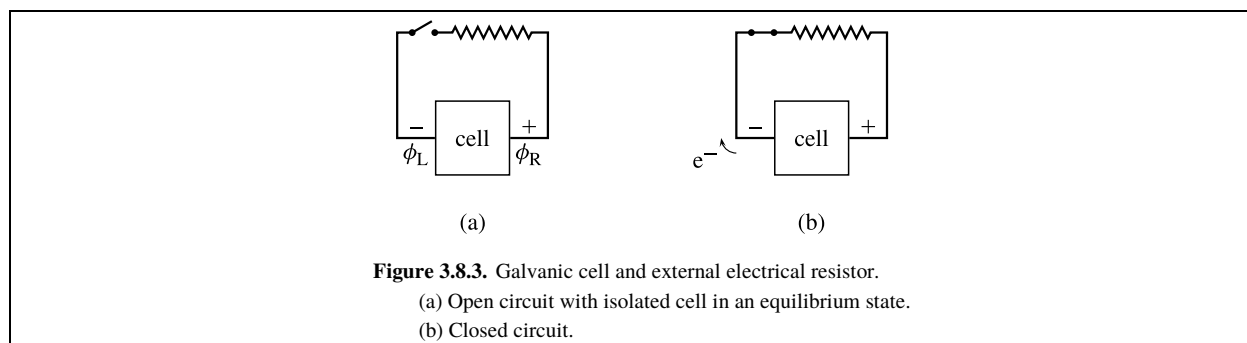 − cell +
ϕL ϕR
(a)
− cell +
e−
(b)
Figure 3.8.3. Galvanic cell and external electrical resistor.
(a) Open circuit with isolated cell in an equilibrium state.
(b) Closed circuit.